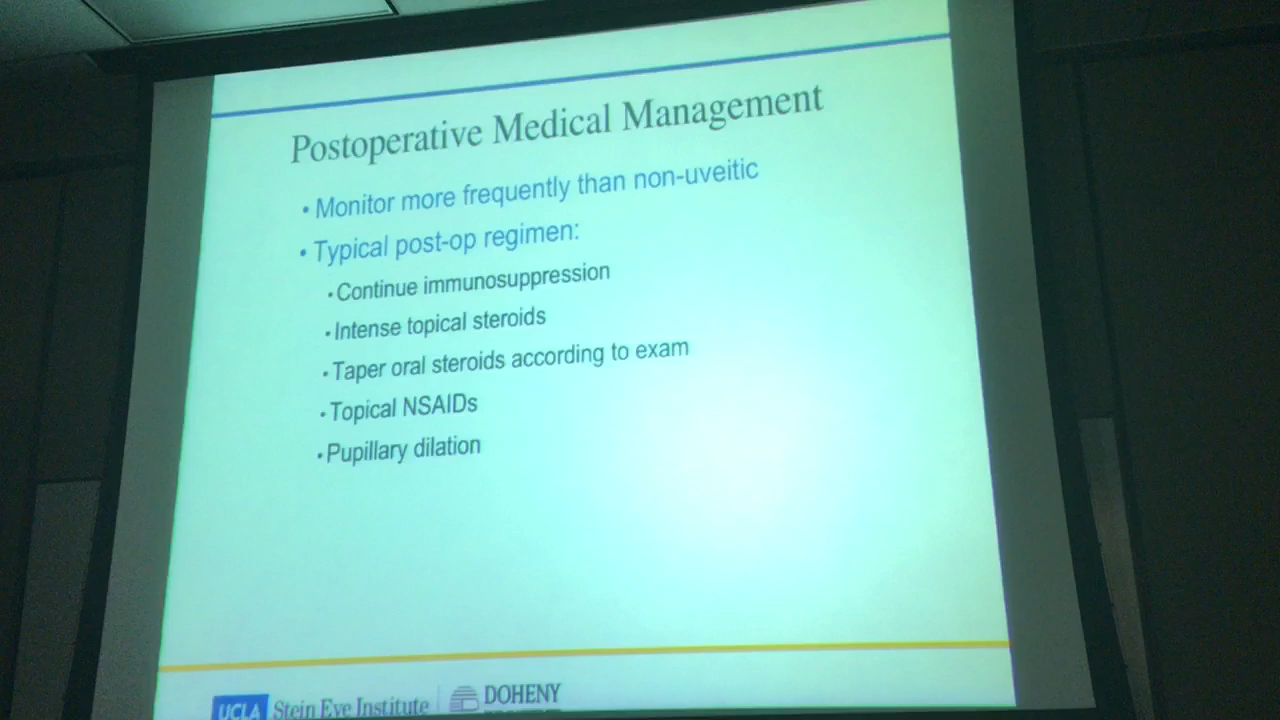 Postoperative Medical Management
• Monitor more frequently than non-uveitic
• Typical post-op regimen:
• Continue immunosuppression
• Intense topical steroids
• Taper oral steroids according to exam
• Topical NSAIDs
• Pupillary dilation
UCLA Stein Eye Institute DOHENY